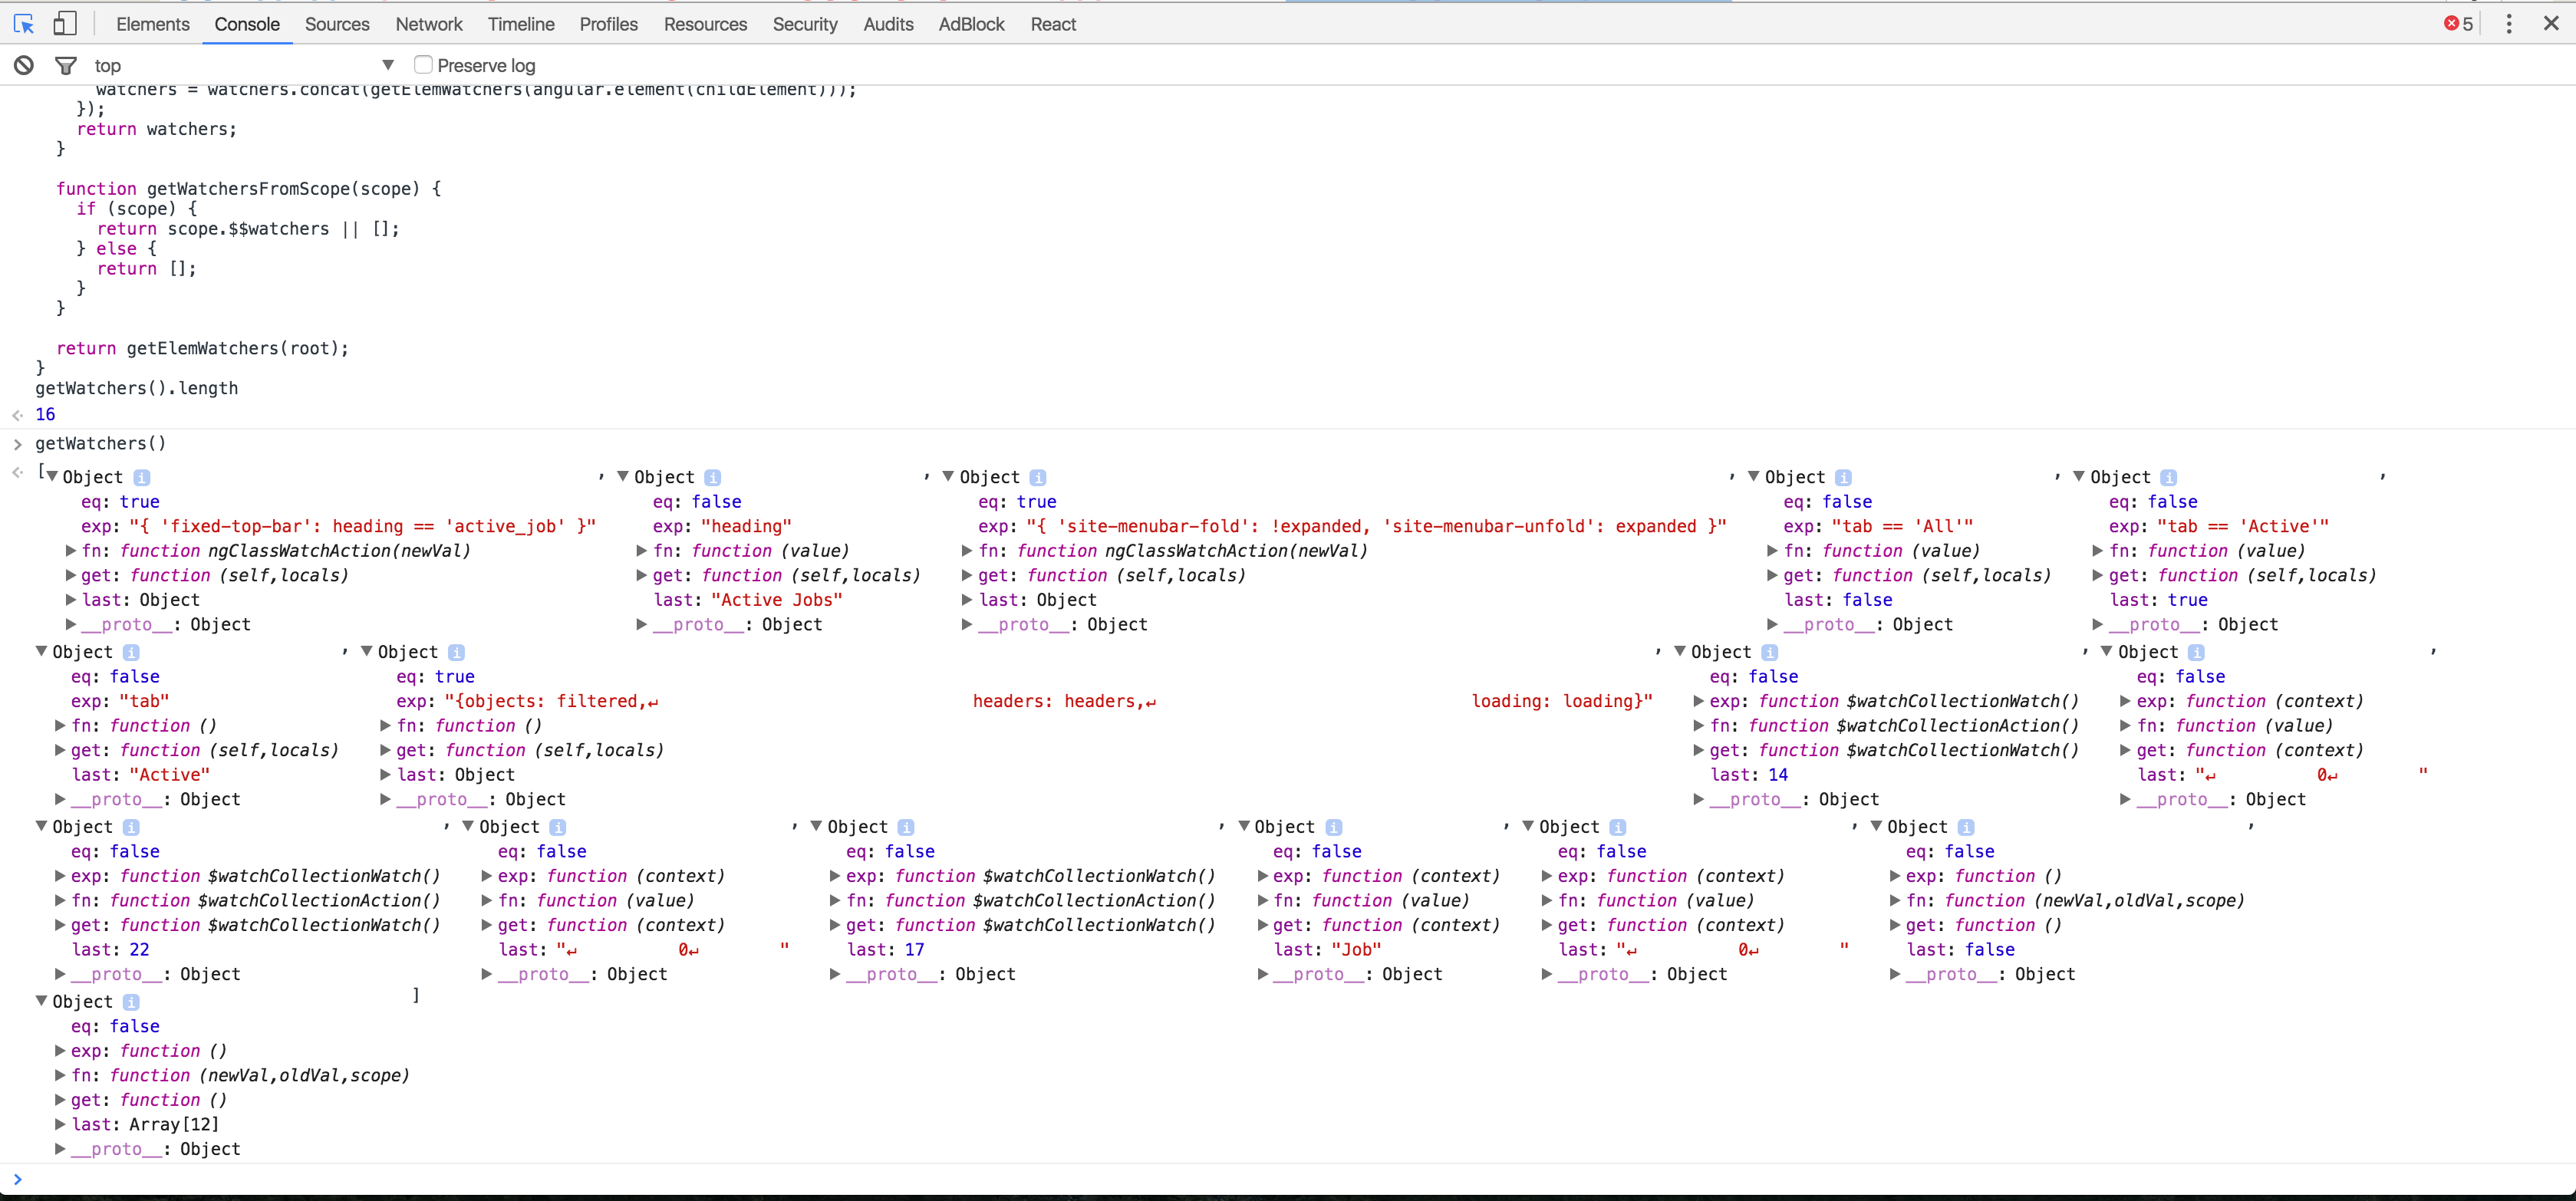 Elements Console Sources Network Timeline Profiles Resources Security Audits AdBlock React 5
top Preserve log
watchers = watchers.concat(getElemWatchers(angular.element(childElement)));
});
return watchers;
}
function getWatchersFromScope(scope) {
if (scope) {
return scope.$$watchers || [];
} else {
return [];
}
}
return getElemWatchers(root);
}
getWatchers().length
16
getWatchers()
[▼Object i , ▼Object i , ▼Object i , ▼Object i , ▼Object i ,
eq: true eq: false eq: true eq: false eq: false
exp: "{ 'fixed-top-bar': heading == 'active_job' }" exp: "heading" exp: "{ 'site-menubar-fold': !expanded, 'site-menubar-unfold': expanded }" exp: "tab == 'All'" exp: "tab == 'Active'"
▶fn: function ngClassWatchAction(newVal) ▶fn: function (value) ▶fn: function ngClassWatchAction(newVal) ▶fn: function (value) ▶fn: function (value)
▶get: function (self,locals) ▶get: function (self,locals) ▶get: function (self,locals) ▶get: function (self,locals) ▶get: function (self,locals)
▶last: Object last: "Active Jobs" ▶last: Object last: false last: true
▶__proto__: Object ▶__proto__: Object ▶__proto__: Object ▶__proto__: Object ▶__proto__: Object
▼Object i , ▼Object i , ▼Object i , ▼Object i ,
eq: false eq: true eq: false eq: false
exp: "tab" exp: "{objects: filtered,↵ headers: headers,↵ loading: loading}" ▶exp: function $watchCollectionWatch() ▶exp: function (context)
▶fn: function () ▶fn: function () ▶fn: function $watchCollectionAction() ▶fn: function (value)
▶get: function (self,locals) ▶get: function (self,locals) ▶get: function $watchCollectionWatch() ▶get: function (context)
last: "Active" ▶last: Object last: 14 last: "↵ 0↵ "
▶__proto__: Object ▶__proto__: Object ▶__proto__: Object ▶__proto__: Object
▼Object i , ▼Object i , ▼Object i , ▼Object i , ▼Object i , ▼Object i ,
eq: false eq: false eq: false eq: false eq: false eq: false
▶exp: function $watchCollectionWatch() ▶exp: function (context) ▶exp: function $watchCollectionWatch() ▶exp: function (context) ▶exp: function (context) ▶exp: function ()
▶fn: function $watchCollectionAction() ▶fn: function (value) ▶fn: function $watchCollectionAction() ▶fn: function (value) ▶fn: function (value) ▶fn: function (newVal,oldVal,scope)
▶get: function $watchCollectionWatch() ▶get: function (context) ▶get: function $watchCollectionWatch() ▶get: function (context) ▶get: function (context) ▶get: function ()
last: 22 last: "↵ 0↵ " last: 17 last: "Job" last: "↵ 0↵ " last: false
▶__proto__: Object ▶__proto__: Object ▶__proto__: Object ▶__proto__: Object ▶__proto__: Object ▶__proto__: Object
▼Object i ]
eq: false
▶exp: function ()
▶fn: function (newVal,oldVal,scope)
▶get: function ()
▶last: Array[12]
▶__proto__: Object